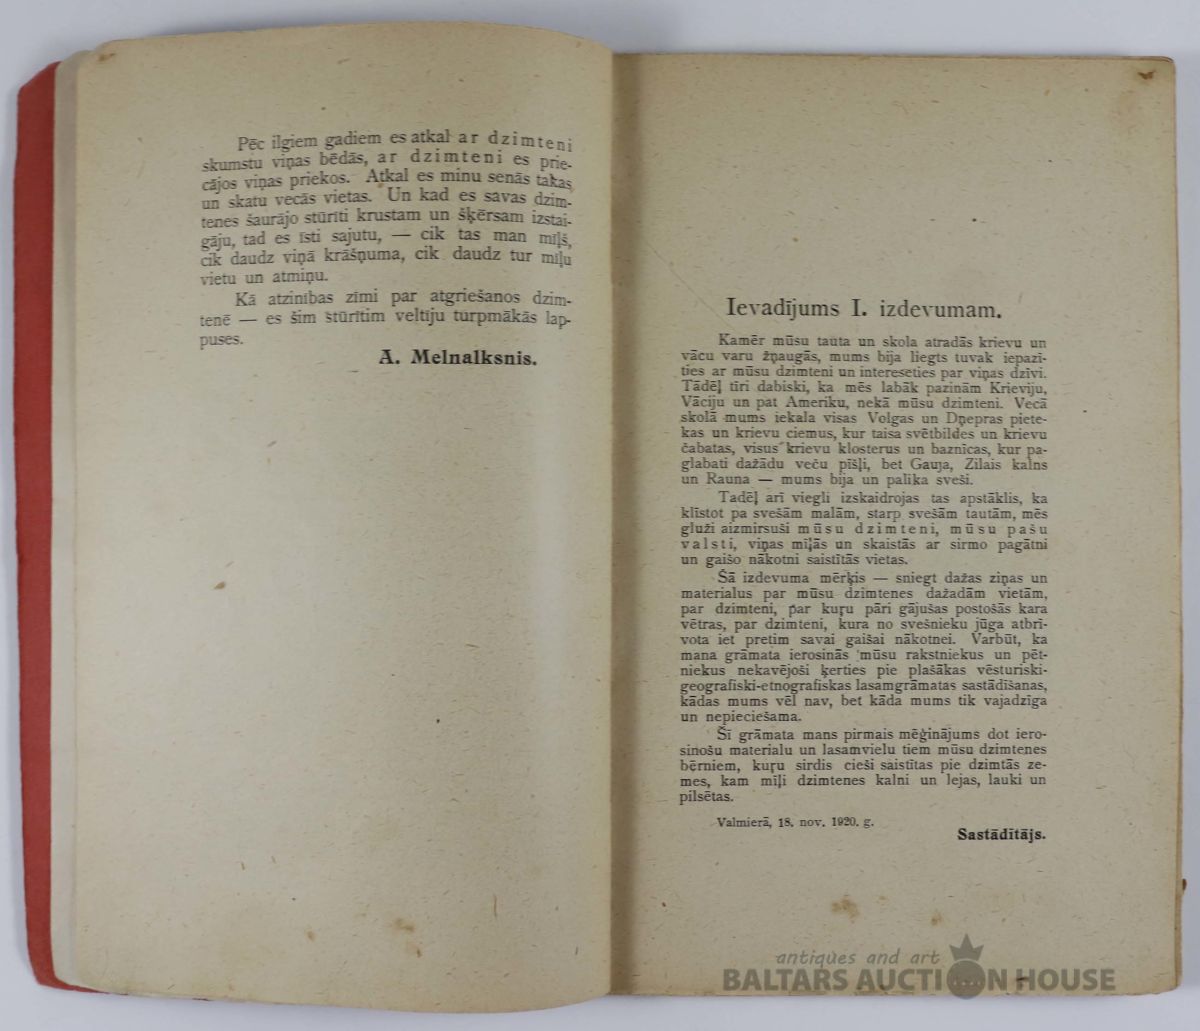 Pēc ilgiem gadiem es atkal ar dzimteni
skumstu viņas bēdās, ar dzimteni es prie-
cājos viņas priekos. Atkal es minu senās takas
un skatu vecās vietas. Un kad es savas dzim-
tenes šaurājo stūrīti krustam un šķērsam izstai-
gāju, tad es īsti sajutu, — cik tas man mīļš,
cik daudz viņā krāšņuma, cik daudz tur mīļu
vietu un atmiņu.
Kā atzinības zīmi par atgriešanos dzim-
tenē — es šim stūrītim veltīju turpmākās lap-
puses.
A. Melnalksnis.
Ievadījums I. izdevumam.
Kamēr mūsu tauta un skola atradās krievu un
vācu varu žņaugās, mums bija liegts tuvak iepazī-
ties ar mūsu dzimteni un intereseties par viņas dzīvi.
Tādēļ tīri dabiski, ka mēs labāk pazinām Krieviju,
Vāciju un pat Ameriku, nekā mūsu dzimteni. Vecā
skolā mums iekala visas Volgas un Dņepras piete-
kas un krievu ciemus, kur taisa svētbildes un krievu
čabatas, visus krievu klosterus un baznīcas, kur pa-
glabati dažādu veču pīšļi, bet Gauja, Zilais kalns
un Rauna — mums bija un palika sveši.
Tadēļ arī viegli izskaidrojas tas apstāklis, ka
klīstot pa svešām malām, starp svešām tautām, mēs
gluži aizmirsuši mūsu dzimteni, mūsu pašu
valsti, viņas mīļās un skaistās ar sirmo pagātni
un gaišo nākotni saistītās vietas.
Šā izdevuma mērķis — sniegt dažas ziņas un
materialus par mūsu dzimtenes dažadām vietām,
par dzimteni, par kuŗu pāri gājušas postošās kara
vētras, par dzimteni, kura no svešnieku jūga atbrī-
vota iet pretim savai gaišai nākotnei. Varbūt, ka
mana grāmata ierosinās mūsu rakstniekus un pēt-
niekus nekavējoši ķerties pie plašākas vēsturiski-
geografiski-etnografiskas lasamgrāmatas sastādīšanas,
kādas mums vēl nav, bet kāda mums tik vajadzīga
un nepieciešama.
Šī grāmata mans pirmais mēģinājums dot iero-
sinošu materialu un lasamvielu tiem mūsu dzimtenes
bērniem, kuŗu sirdis cieši saistītas pie dzimtās ze-
mes, kam mīļi dzimtenes kalni un lejas, lauki un
pilsētas.
Valmierā, 18. nov. 1920. g.
Sastādītājs.
antiques and art
BALTARS AUCTION HOUSE